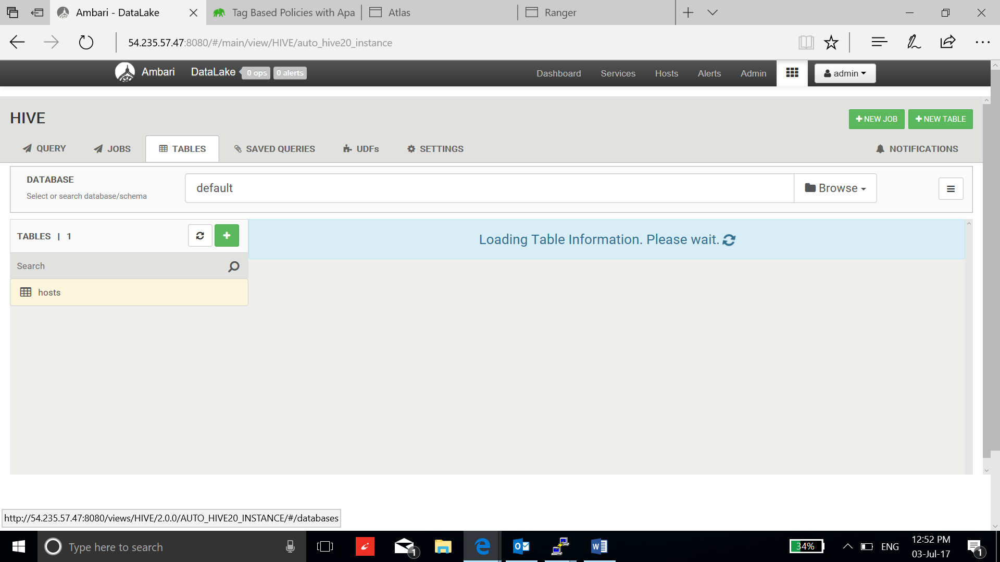 Ambari - DataLake
Tag Based Policies with Apa
Atlas
Ranger
54.235.57.47:8080/#/main/view/HIVE/auto_hive20_instance
Ambari DataLake 0 ops 0 alerts
Dashboard Services Hosts Alerts Admin admin
HIVE
NEW JOB NEW TABLE
QUERY JOBS TABLES SAVED QUERIES UDFs SETTINGS NOTIFICATIONS
DATABASE
Select or search database/schema
default
Browse
TABLES | 1
Loading Table Information. Please wait.
Search
hosts
http://54.235.57.47:8080/views/HIVE/2.0.0/AUTO_HIVE20_INSTANCE/#/databases
Type here to search
1
34%
ENG
12:52 PM
03-Jul-17
1